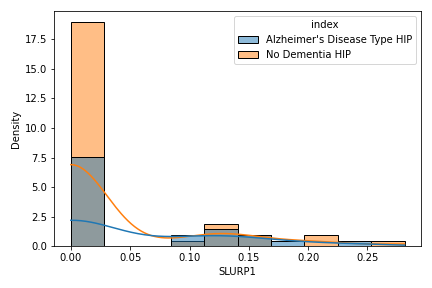 index
Alzheimer's Disease Type HIP
No Dementia HIP
17.5
15.0
12.5
10.0
7.5
5.0
2.5
0.0
Density
0.00 0.05 0.10 0.15 0.20 0.25
SLURP1